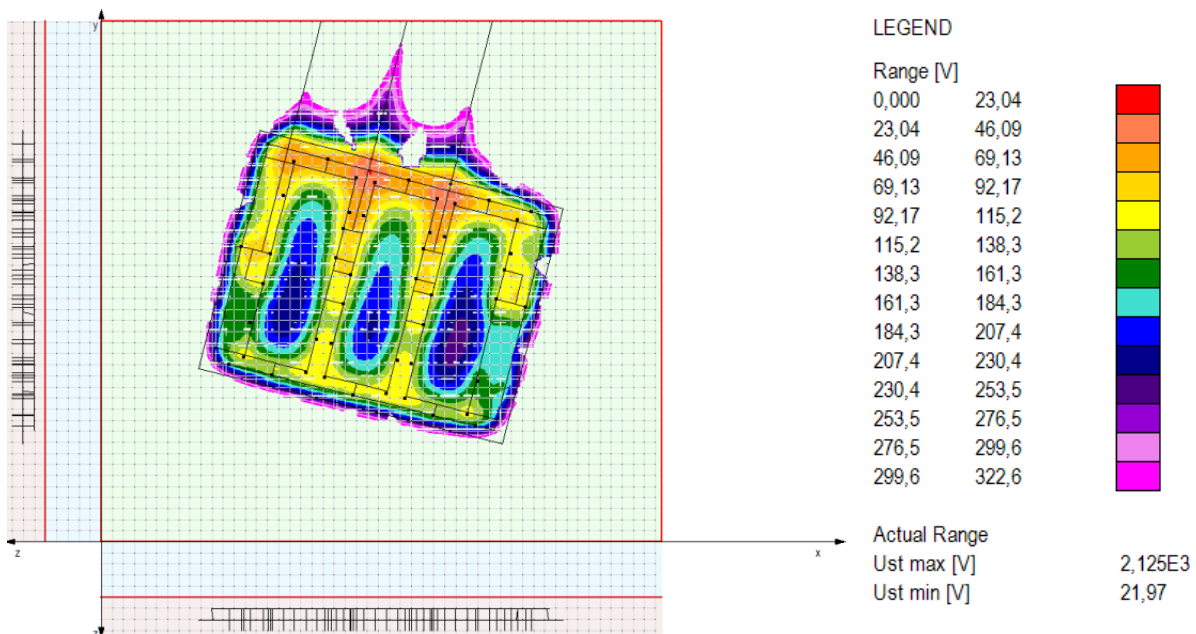 y
z
x
z
LEGEND
Range [V]
0,000 23,04
23,04 46,09
46,09 69,13
69,13 92,17
92,17 115,2
115,2 138,3
138,3 161,3
161,3 184,3
184,3 207,4
207,4 230,4
230,4 253,5
253,5 276,5
276,5 299,6
299,6 322,6
Actual Range
Ust max [V] 2,125E3
Ust min [V] 21,97